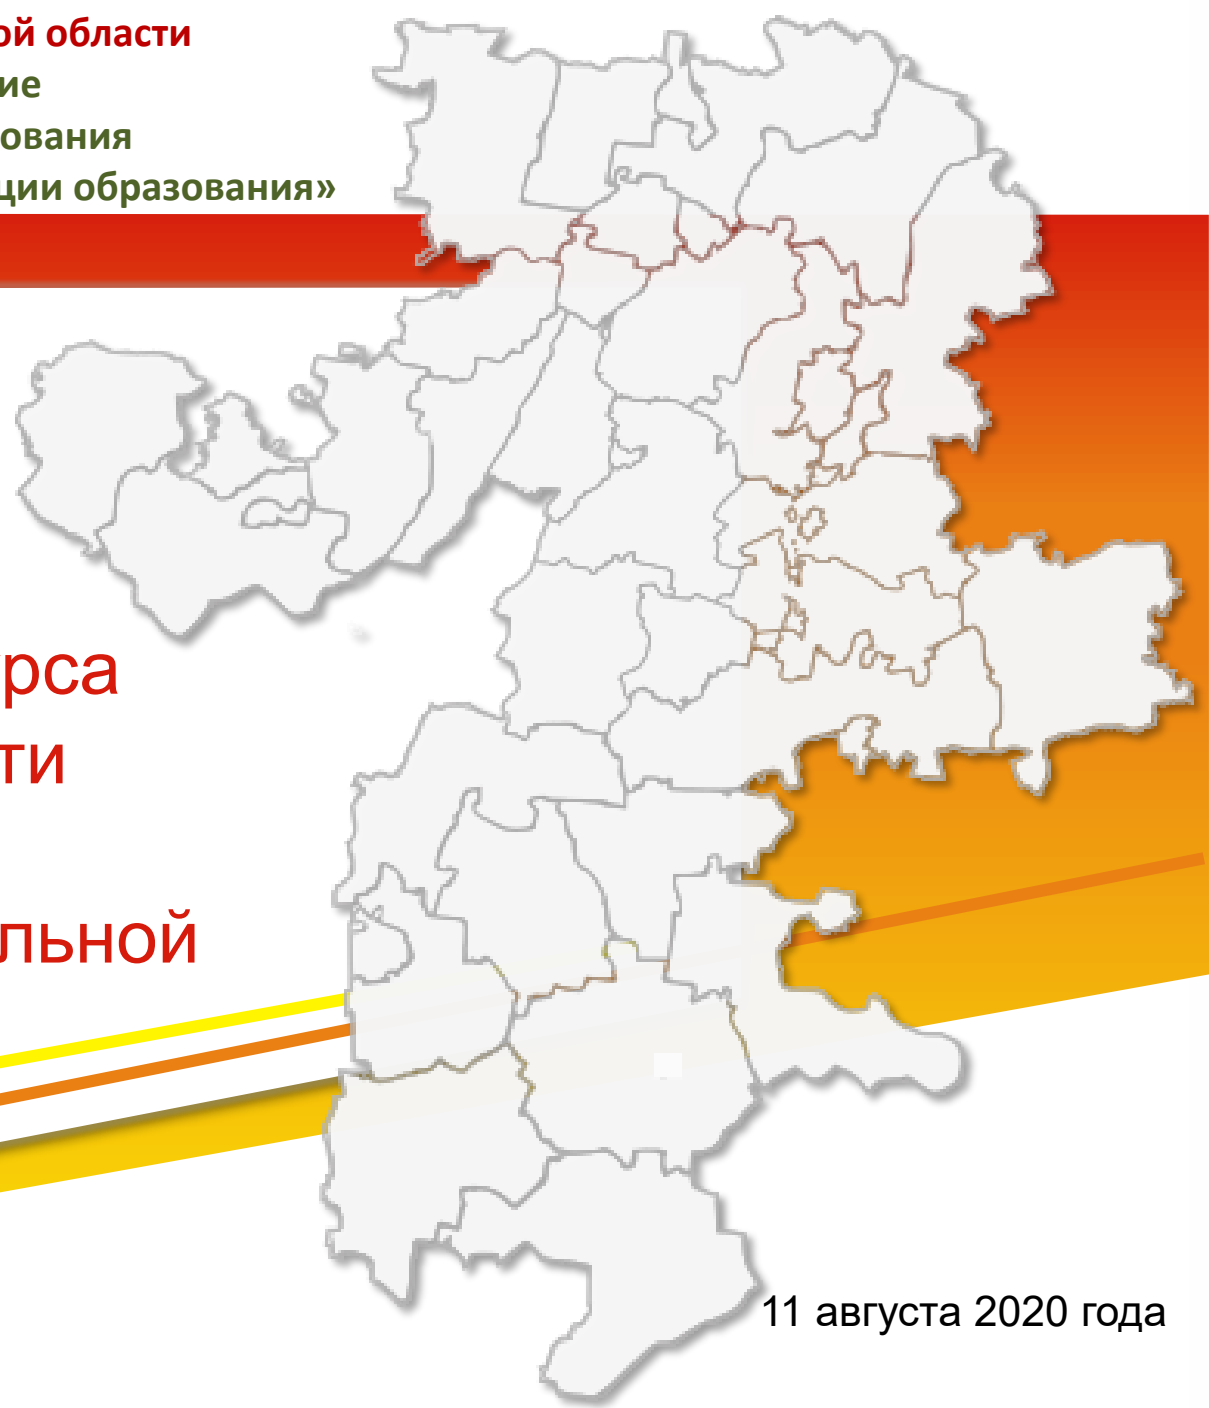 ой области
ие
ования
ции образования»
рса
ти
льной
11 августа 2020 года